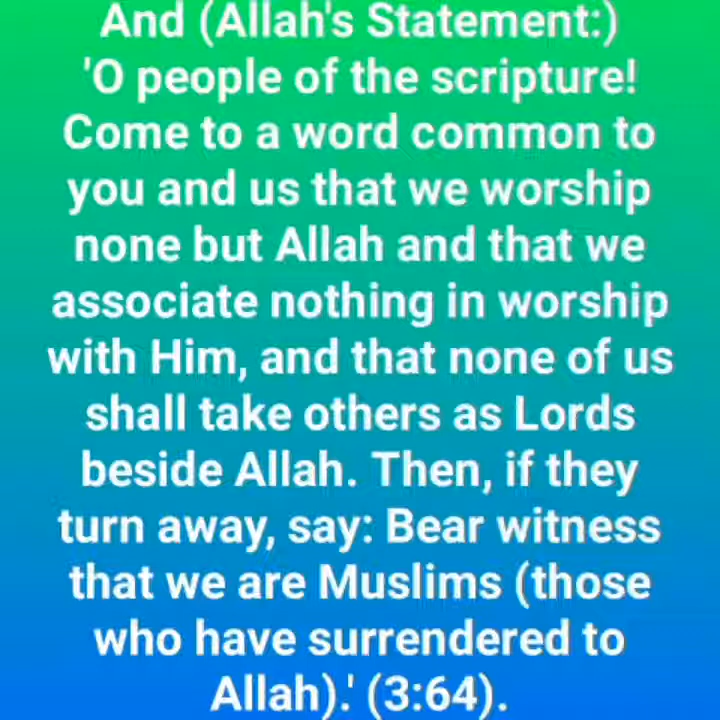 And (Allah's Statement:)
'O people of the scripture!
Come to a word common to
you and us that we worship
none but Allah and that we
associate nothing in worship
with Him, and that none of us
shall take others as Lords
beside Allah. Then, if they
turn away, say: Bear witness
that we are Muslims (those
who have surrendered to
Allah).' (3:64).